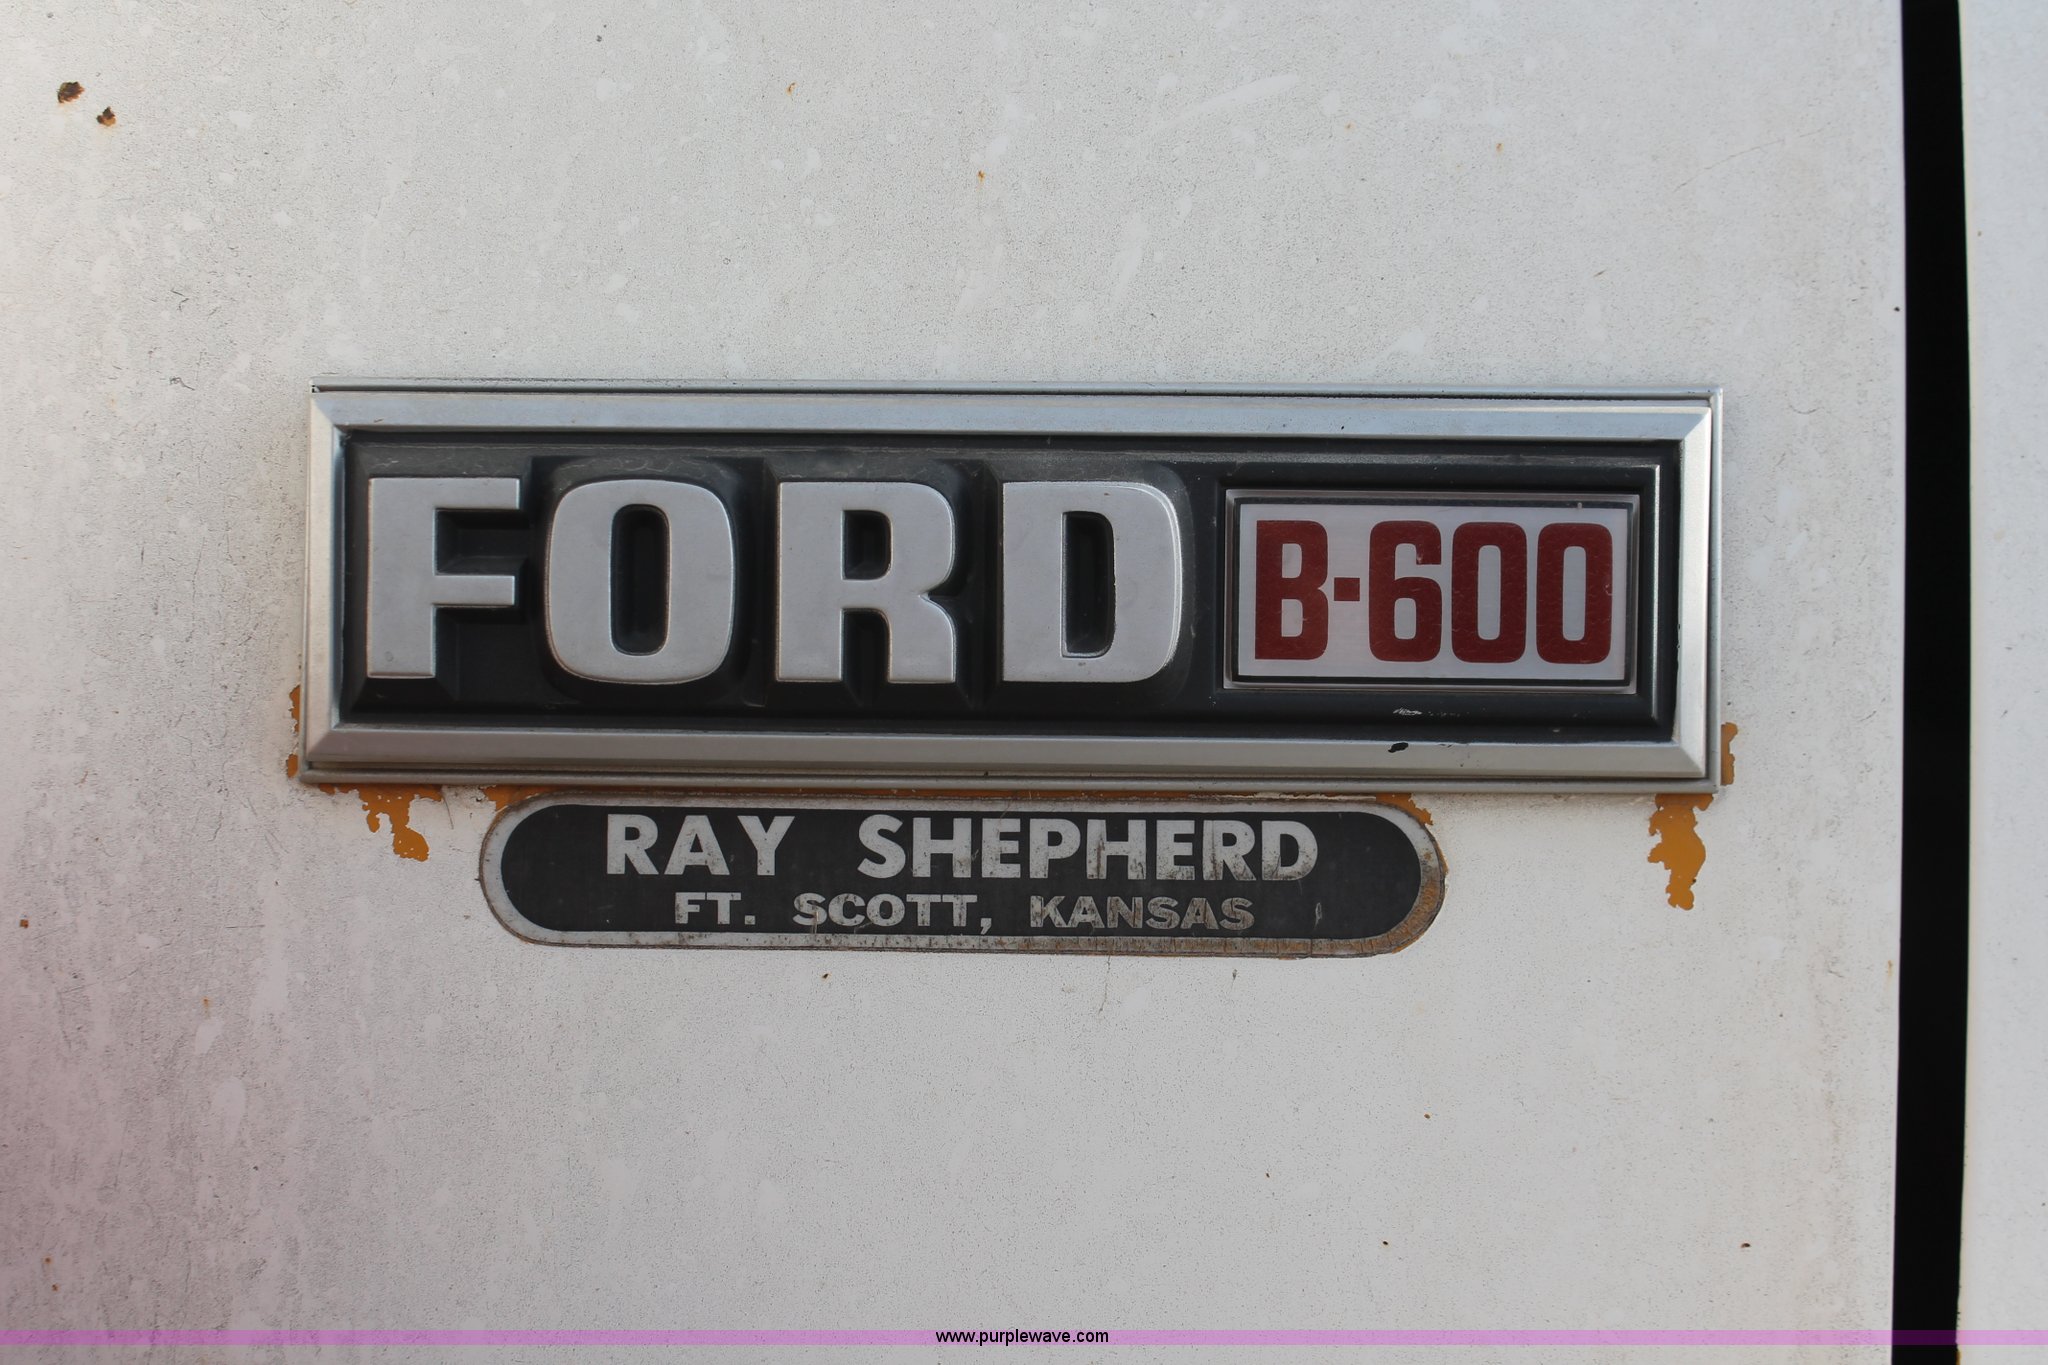 FORD B-600
RAY SHEPHERD
FT. SCOTT, KANSAS
www.purplewave.com